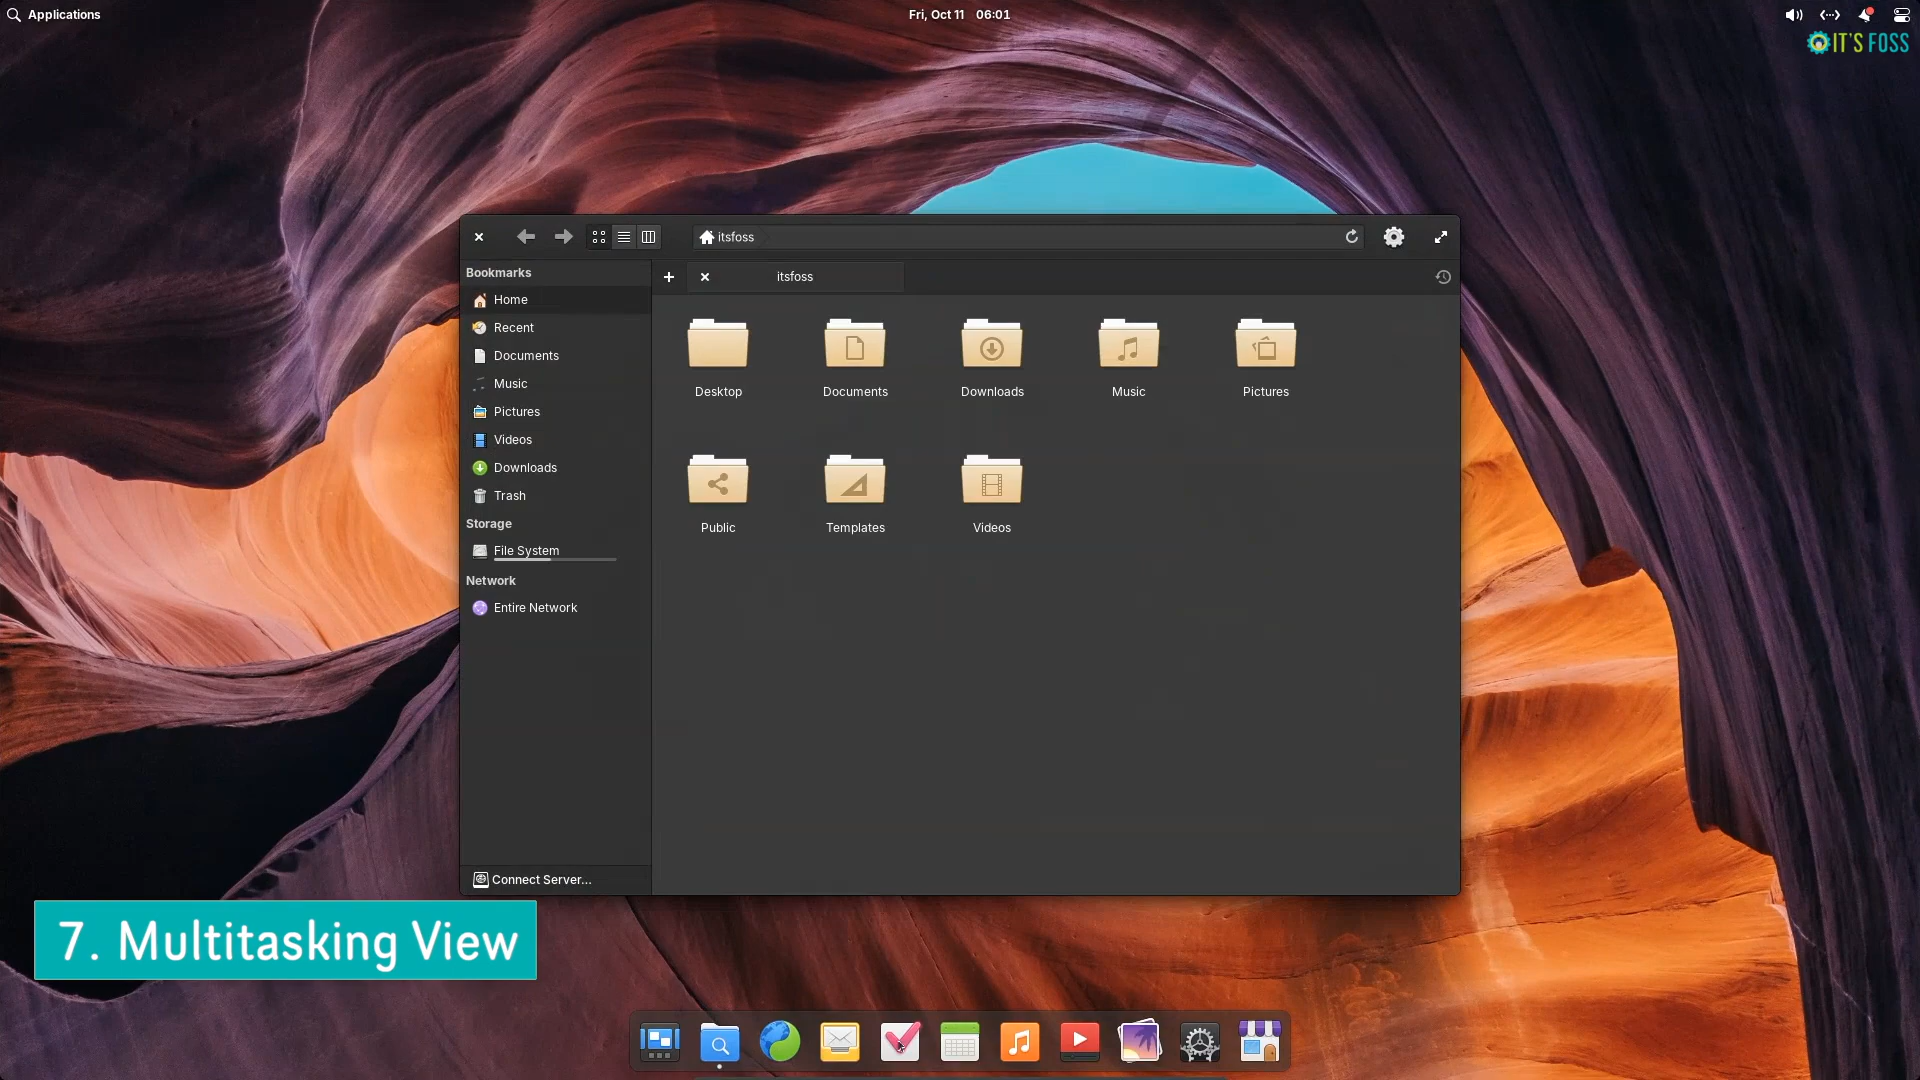 Applications
Fri, Oct 11 06:01
IT'S FOSS
itsfoss
itsfoss
Bookmarks
Home
Recent
Documents
Music
Pictures
Videos
Downloads
Trash
Storage
File System
Network
Entire Network
Connect Server...
Desktop
Documents
Downloads
Music
Pictures
Public
Templates
Videos
7. Multitasking View